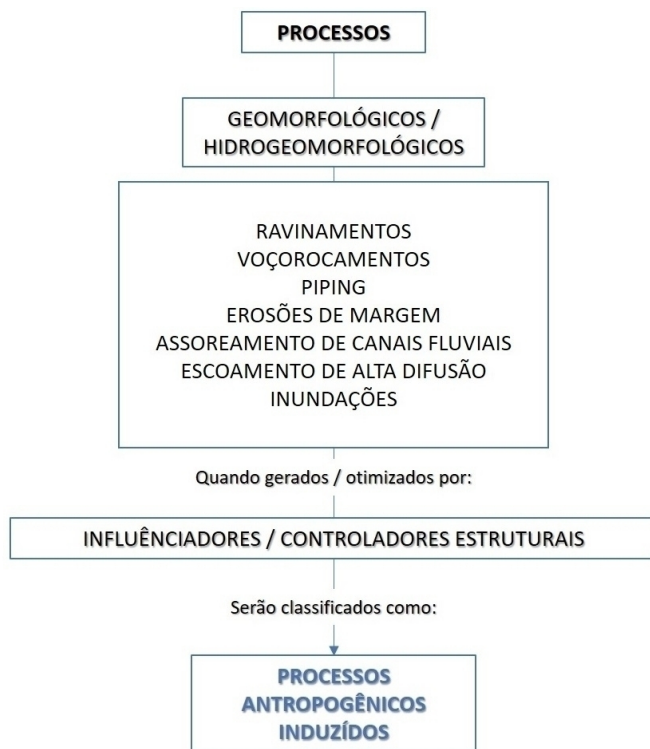 PROCESSOS
GEOMORFOLÓGICOS /
HIDROGEOMORFOLÓGICOS
RAVINAMENTOS
VOÇOROCAMENTOS
PIPING
EROSÕES DE MARGEM
ASSOREAMENTO DE CANAIS FLUVIAIS
ESCOAMENTO DE ALTA DIFUSÃO
INUNDAÇÕES
Quando gerados / otimizados por:
INFLUÊNCIADORES / CONTROLADORES ESTRUTURAIS
Serão classificados como:
PROCESSOS
ANTROPOGÊNICOS
INDUZÍDOS